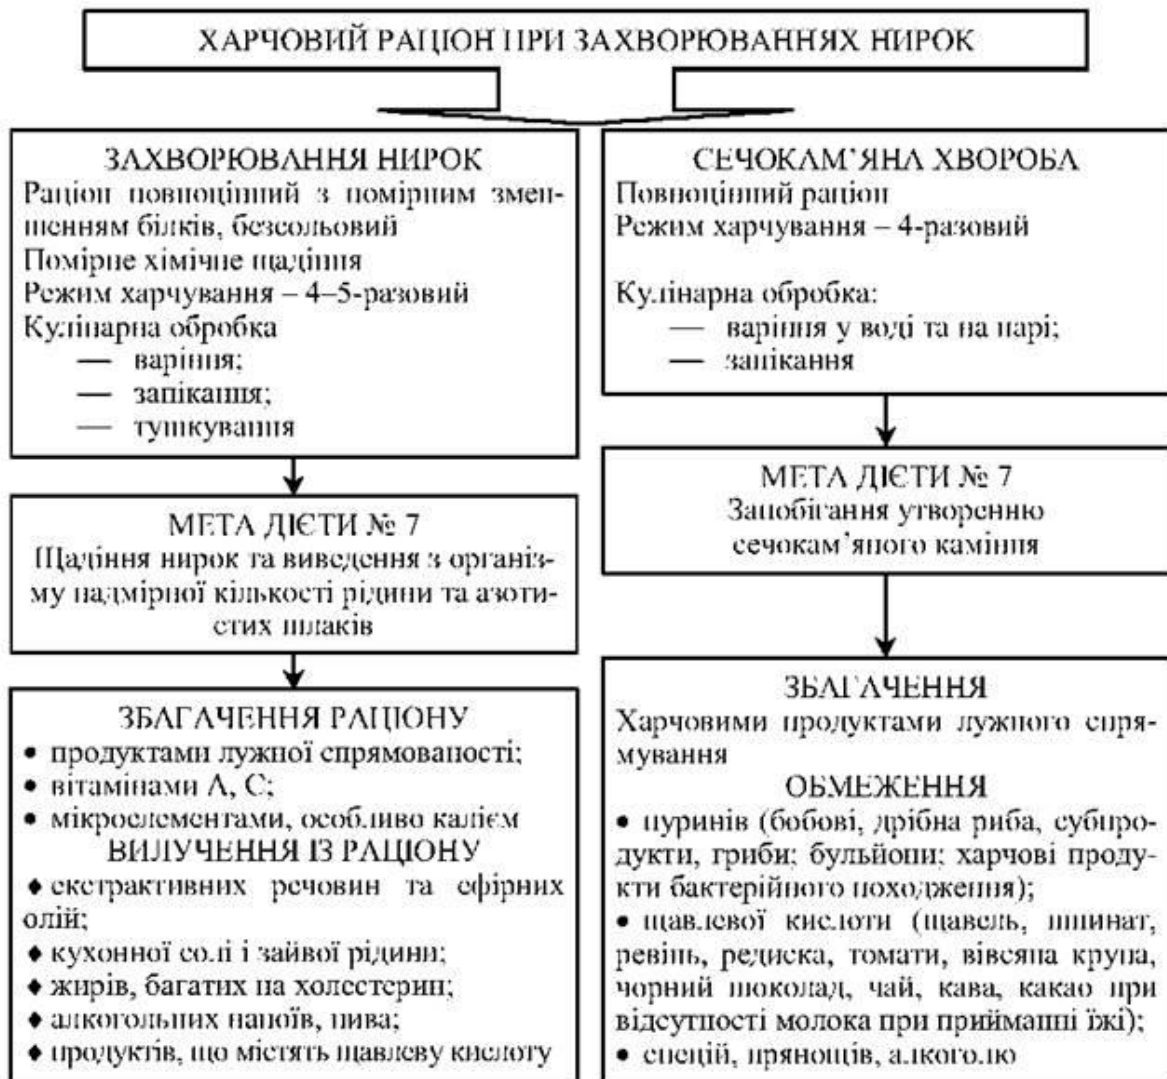 ХАРЧОВИЙ РАЦІОН ПРИ ЗАХВОРЮВАННЯХ НИРОК
ЗАХВОРЮВАННЯ НИРОК
Раціон повноцінний з помірним змен-
шенням білків, безсольовий
Помірне хімічне щадіння
Режим харчування – 4–5-разовий
Кулінарна обробка
— варіння;
— запікання;
— тушкування
МЕТА ДІЄТИ № 7
Щадіння нирок та виведення з організ-
му надмірної кількості рідини та азоти-
стих шлаків
ЗБАГАЧЕННЯ РАЦІОНУ
• продуктами лужної спрямованості;
• вітамінами А, С;
• мікроелементами, особливо калієм
ВИЛУЧЕННЯ ІЗ РАЦІОНУ
♦ екстрактивних речовин та ефірних
олій;
♦ кухонної солі і зайвої рідини;
♦ жирів, багатих на холестерин;
♦ алкогольних напоїв, пива;
♦ продуктів, що містять щавлеву кислоту
СЕЧОКАМ’ЯНА ХВОРОБА
Повноцінний раціон
Режим харчування – 4-разовий
Кулінарна обробка:
— варіння у воді та на парі;
— запікання
МЕТА ДІЄТИ № 7
Запобігання утворенню
сечокам’яного каміння
ЗБАГАЧЕННЯ
Харчовими продуктами лужного спря-
мування
ОБМЕЖЕННЯ
• пуринів (бобові, дрібна риба, субпро-
дукти, гриби; бульйони; харчові проду-
кти бактерійного походження);
• щавлевої кислоти (щавель, шпинат,
ревінь, редиска, томати, вівсяна крупа,
чорний шоколад, чай, кава, какао при
відсутності молока при прийманні їжі);
• спецій, прянощів, алкоголю